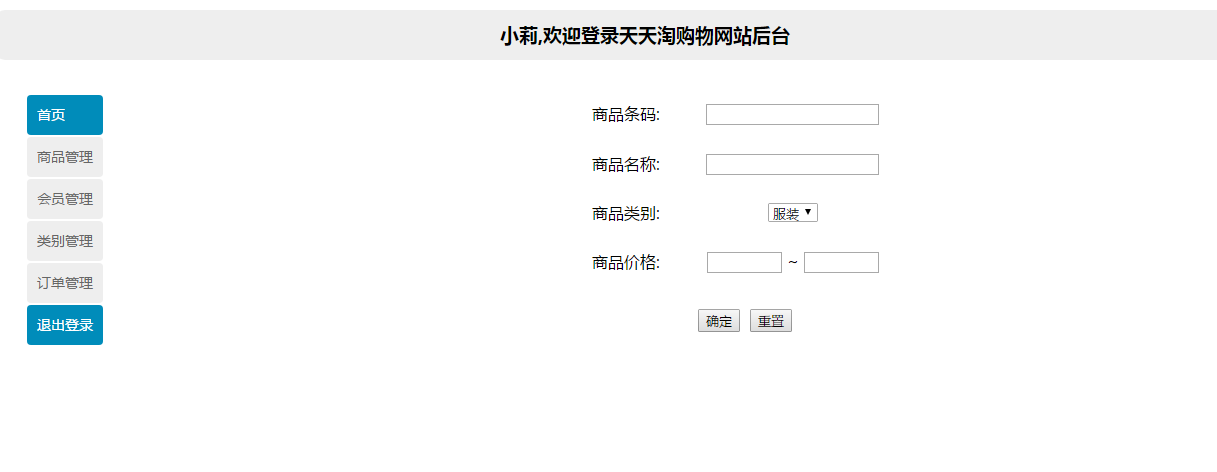 小莉,欢迎登录天天淘购物网站后台
首页
商品管理
会员管理
类别管理
订单管理
退出登录
商品条码:
商品名称:
商品类别: 服装
商品价格: ~
确定 重置